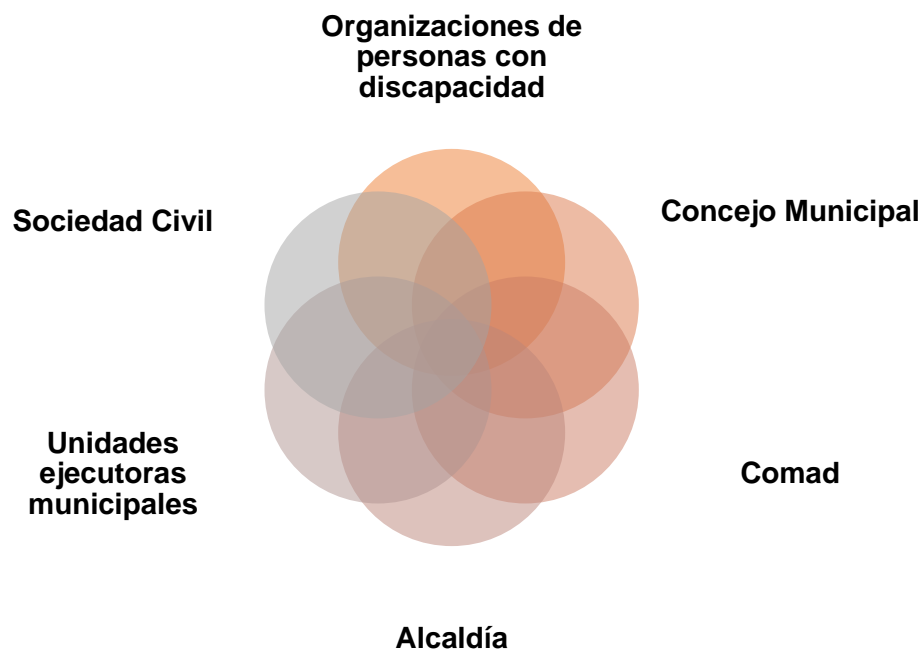 Organizaciones de
personas con
discapacidad
Sociedad Civil
Concejo Municipal
Unidades
ejecutoras
municipales
Comad
Alcaldía